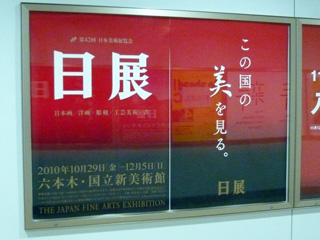 第42回 日本美術展覧会
日展
日本画/洋画・彫刻・工芸美術・書
2010年10月29日 金 –12月5日 日
六本木・国立新美術館
THE JAPAN FINE ARTS EXHIBITION
この国の
美を見る。
日展